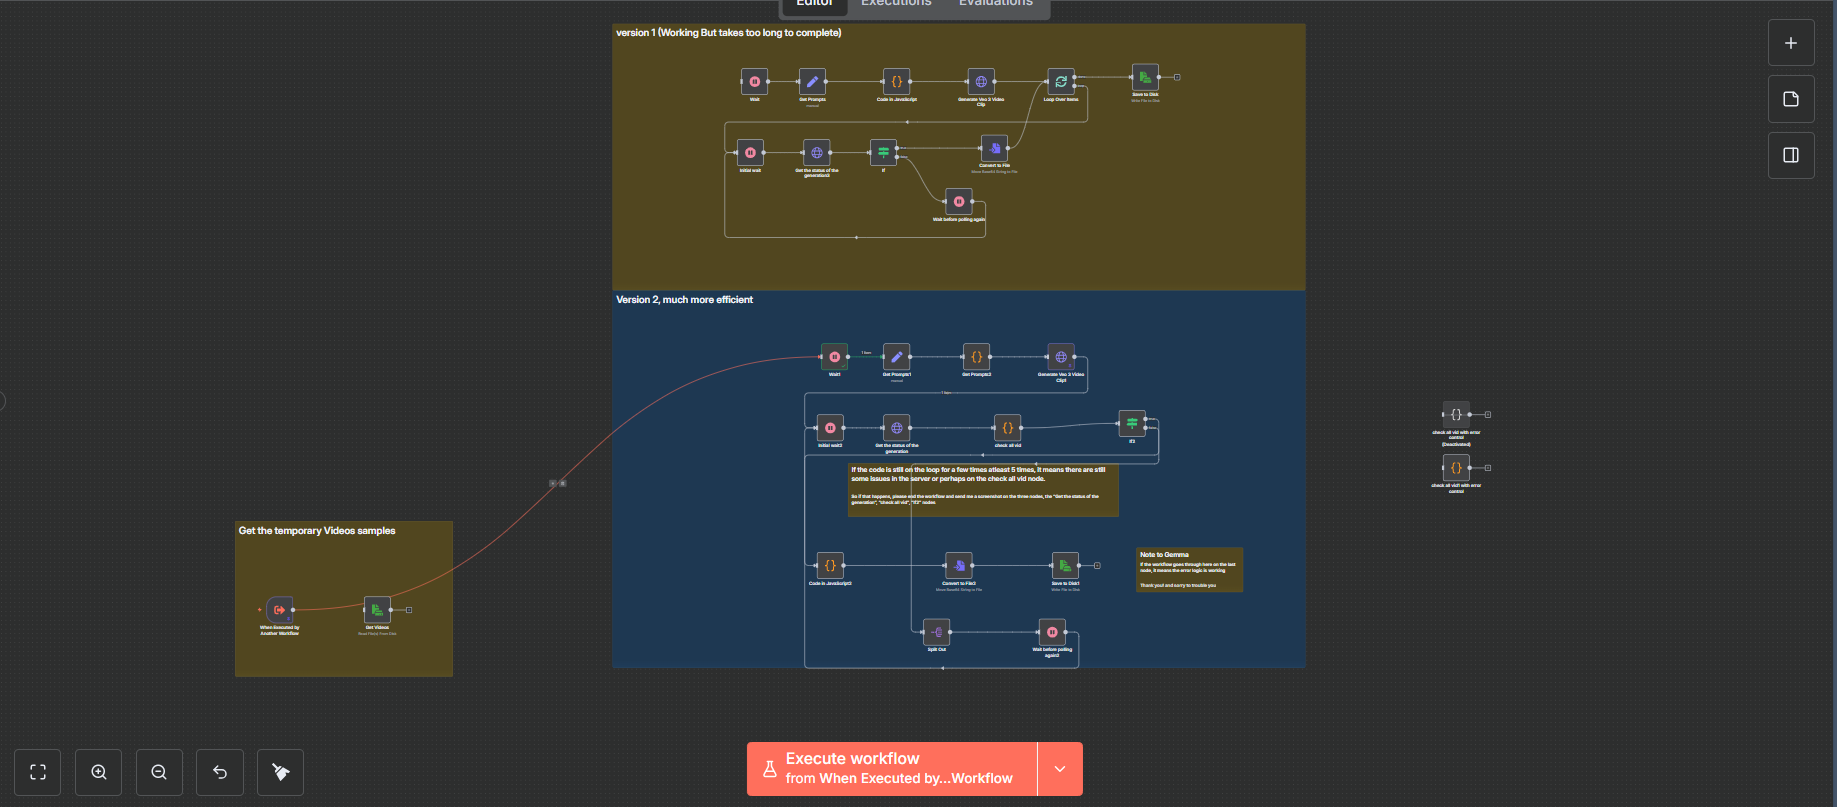 Editor
Executions
Evaluations
version 1 (Working But takes too long to complete)
Wait
Get Prompts
manual
Code in JavaScript
Generate Veo 3 Video
Clip
Loop Over Items
Save to Disk
Write File to Disk
Initial wait
Get the status of the
generation3
If
Convert to File
Move Base64 String to File
Wait before polling again
Version 2, much more efficient
Wait1
1 item
Get Prompts1
manual
Get Prompts2
Generate Veo 3 Video
Clip1
1 item
Initial wait2
Get the status of the
generation
check all vid
If2
If the code is still on the loop for a few times atleast 5 times, it means there are still
some issues in the server or perhaps on the check all vid node.
So if that happens, please end the workflow and send me a screenshot on the three nodes, the "Get the status of the
generation", "check all vid", "If2" nodes
Code in JavaScript2
Convert to File2
Move Base64 String to File
Save to Disk1
Write File to Disk
Note to Gemma
If the workflow goes through here on the last
node, it means the error logic is working
Thank you! and sorry to trouble you
Split Out
Wait before polling
again2
check all vid with error
control
(Deactivated)
check all vid1 with error
control
Get the temporary Videos samples
When Executed by
Another Workflow
Get Videos
Read File(s) From Disk
Execute workflow
from When Executed by...Workflow